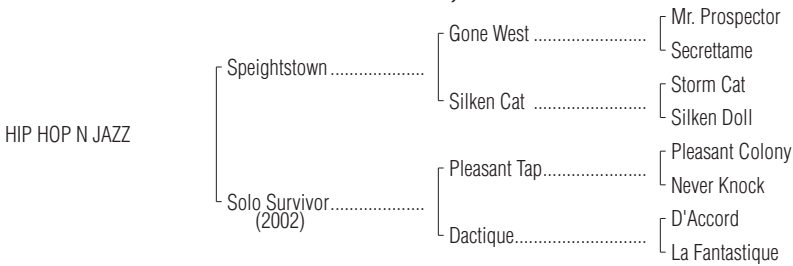 Mr. Prospector
Gone West ........................
Secrettame
Speightstown ....................
Storm Cat
Silken Cat ........................
Silken Doll
HIP HOP N JAZZ
Pleasant Colony
Pleasant Tap......................
Never Knock
Solo Survivor....................
(2002)
D'Accord
Dactique............................
La Fantastique